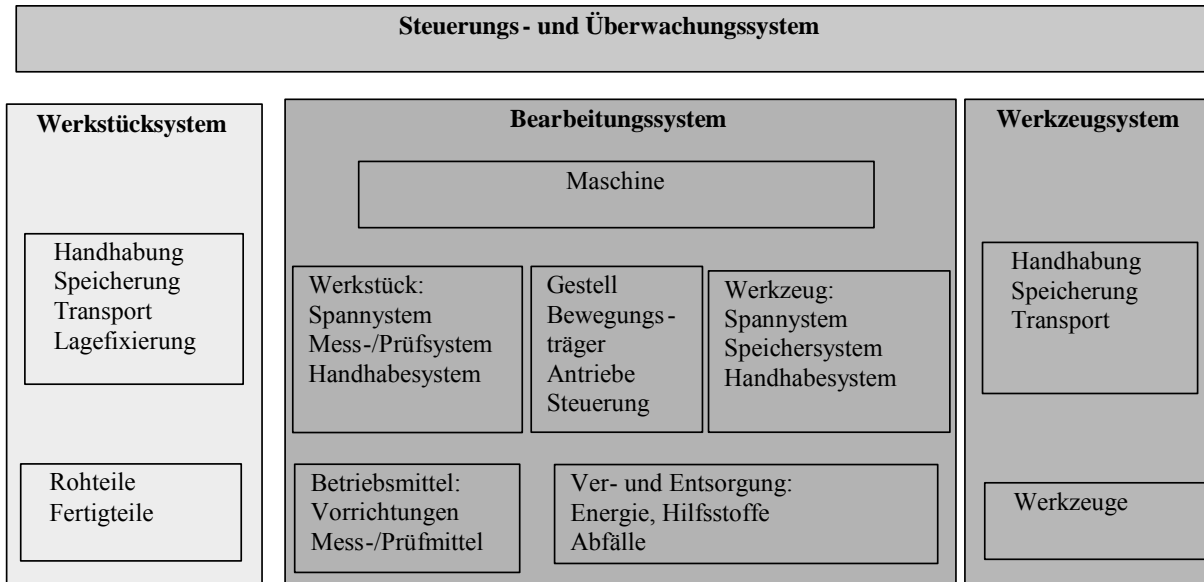 Steuerungs- und Überwachungssystem
Werkstücksystem
Handhabung
Speicherung
Transport
Lagefixierung
Rohteile
Fertigteile
Bearbeitungssystem
Maschine
Werkstück:
Spannystem
Mess-/Prüfsystem
Handhabesystem
Gestell
Bewegungs-
träger
Antriebe
Steuerung
Werkzeug:
Spannystem
Speichersystem
Handhabesystem
Betriebsmittel:
Vorrichtungen
Mess-/Prüfmittel
Ver- und Entsorgung:
Energie, Hilfsstoffe
Abfälle
Werkzeugsystem
Handhabung
Speicherung
Transport
Werkzeuge